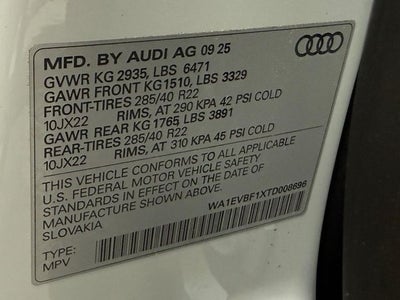 MFD. BY AUDI AG 09 25
GVWR KG 2935, LBS 6471
GAWR FRONT KG1510, LBS 3329
FRONT-TIRES 285/40 R22
10JX22 RIMS, AT 290 KPA 42 PSI COLD
GAWR REAR KG 1765, LBS 3891
REAR-TIRES 285/40 R22
10JX22 RIMS, AT 310 KPA 45 PSI COLD
THIS VEHICLE CONFORMS TO ALL APPLICABLE
U.S. FEDERAL MOTOR VEHICLE SAFETY
STANDARDS IN EFFECT ON THE DATE OF
MANUFACTURE SHOWN ABOVE.
SLOVAKIA WA1EVBF1XTD008696
TYPE:
MPV